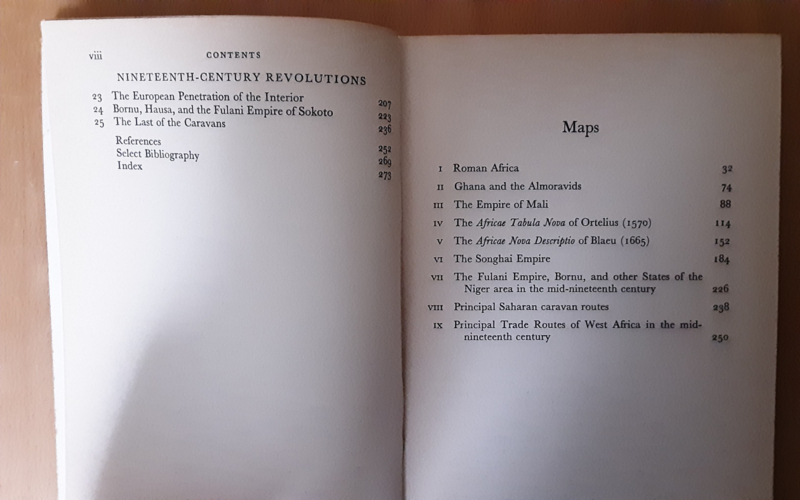 viii CONTENTS
NINETEENTH-CENTURY REVOLUTIONS
23 The European Penetration of the Interior 207
24 Bornu, Hausa, and the Fulani Empire of Sokoto 223
25 The Last of the Caravans 236
References 252
Select Bibliography 269
Index 273
Maps
I Roman Africa 32
II Ghana and the Almoravids 74
III The Empire of Mali 88
IV The Africae Tabula Nova of Ortelius (1570) 114
V The Africae Nova Descriptio of Blaeu (1665) 152
VI The Songhai Empire 184
VII The Fulani Empire, Bornu, and other States of the
Niger area in the mid-nineteenth century 226
VIII Principal Saharan caravan routes 238
IX Principal Trade Routes of West Africa in the mid-
nineteenth century 250